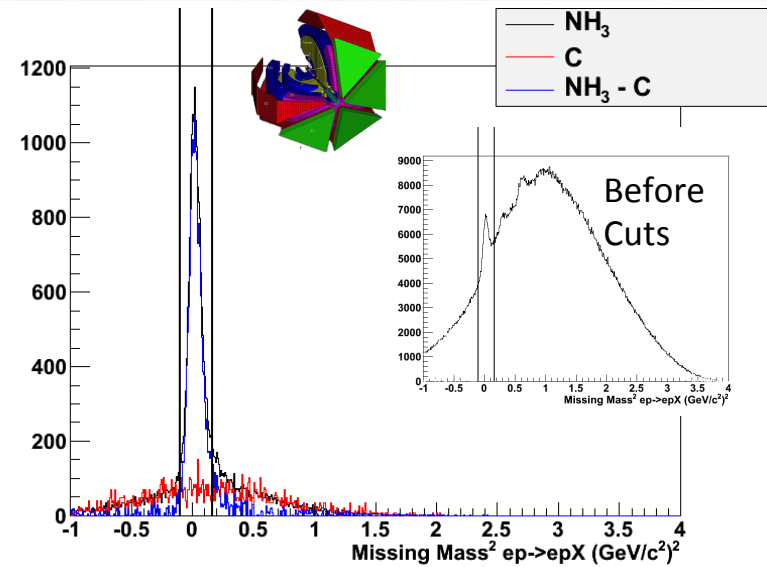 NH₃
C
NH₃ - C
1200
1000
800
600
400
200
0
-1 -0.5 0 0.5 1 1.5 2 2.5 3 3.5 4
Missing Mass² ep->epX (GeV/c²)²
Before
Cuts
9000
8000
7000
6000
5000
4000
3000
2000
1000
0
-1 -0.5 0 0.5 1 1.5 2 2.5 3 3.5 4
Missing Mass² ep->epX (GeV/c²)²